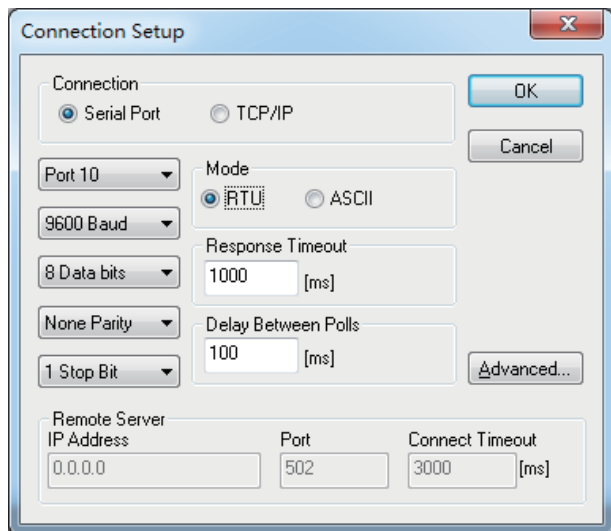 Connection Setup
Connection
Serial Port TCP/IP
OK
Cancel
Port 10
9600 Baud
8 Data bits
None Parity
1 Stop Bit
Mode
RTU ASCII
Response Timeout
1000 [ms]
Delay Between Polls
100 [ms]
Advanced...
Remote Server
IP Address Port Connect Timeout
0.0.0.0 502 3000 [ms]